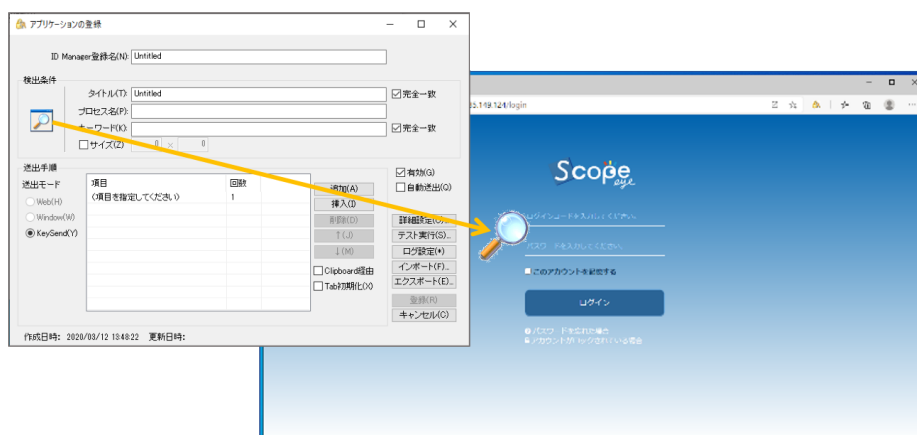 アプリケーションの登録
ID Manager登録名(N): Untitled
検出条件
タイトル(T): Untitled
完全一致
プロセス名(P):
キーワード(K):
完全一致
サイズ(Z) 0 × 0
送出手順
送出モード
Web(H)
Window(W)
KeySend(Y)
項目 回数
(項目を指定してください) 1
追加(A)
挿入(I)
削除(D)
↑(J)
↓(M)
Clipboard経由
Tab初期化(X)
有効(G)
自動送出(Q)
詳細設定(O)...
テスト実行(S)...
ログ設定(*)
インポート(F)...
エクスポート(E)...
登録(R)
キャンセル(C)
作成日時: 2020/03/12 13:48:22 更新日時:
5.149.124/login
Scope eye
ログインコードを入力してください。
パスワードを入力してください。
このアカウントを記憶する
ログイン
パスワードを忘れた場合
アカウントがロックされている場合